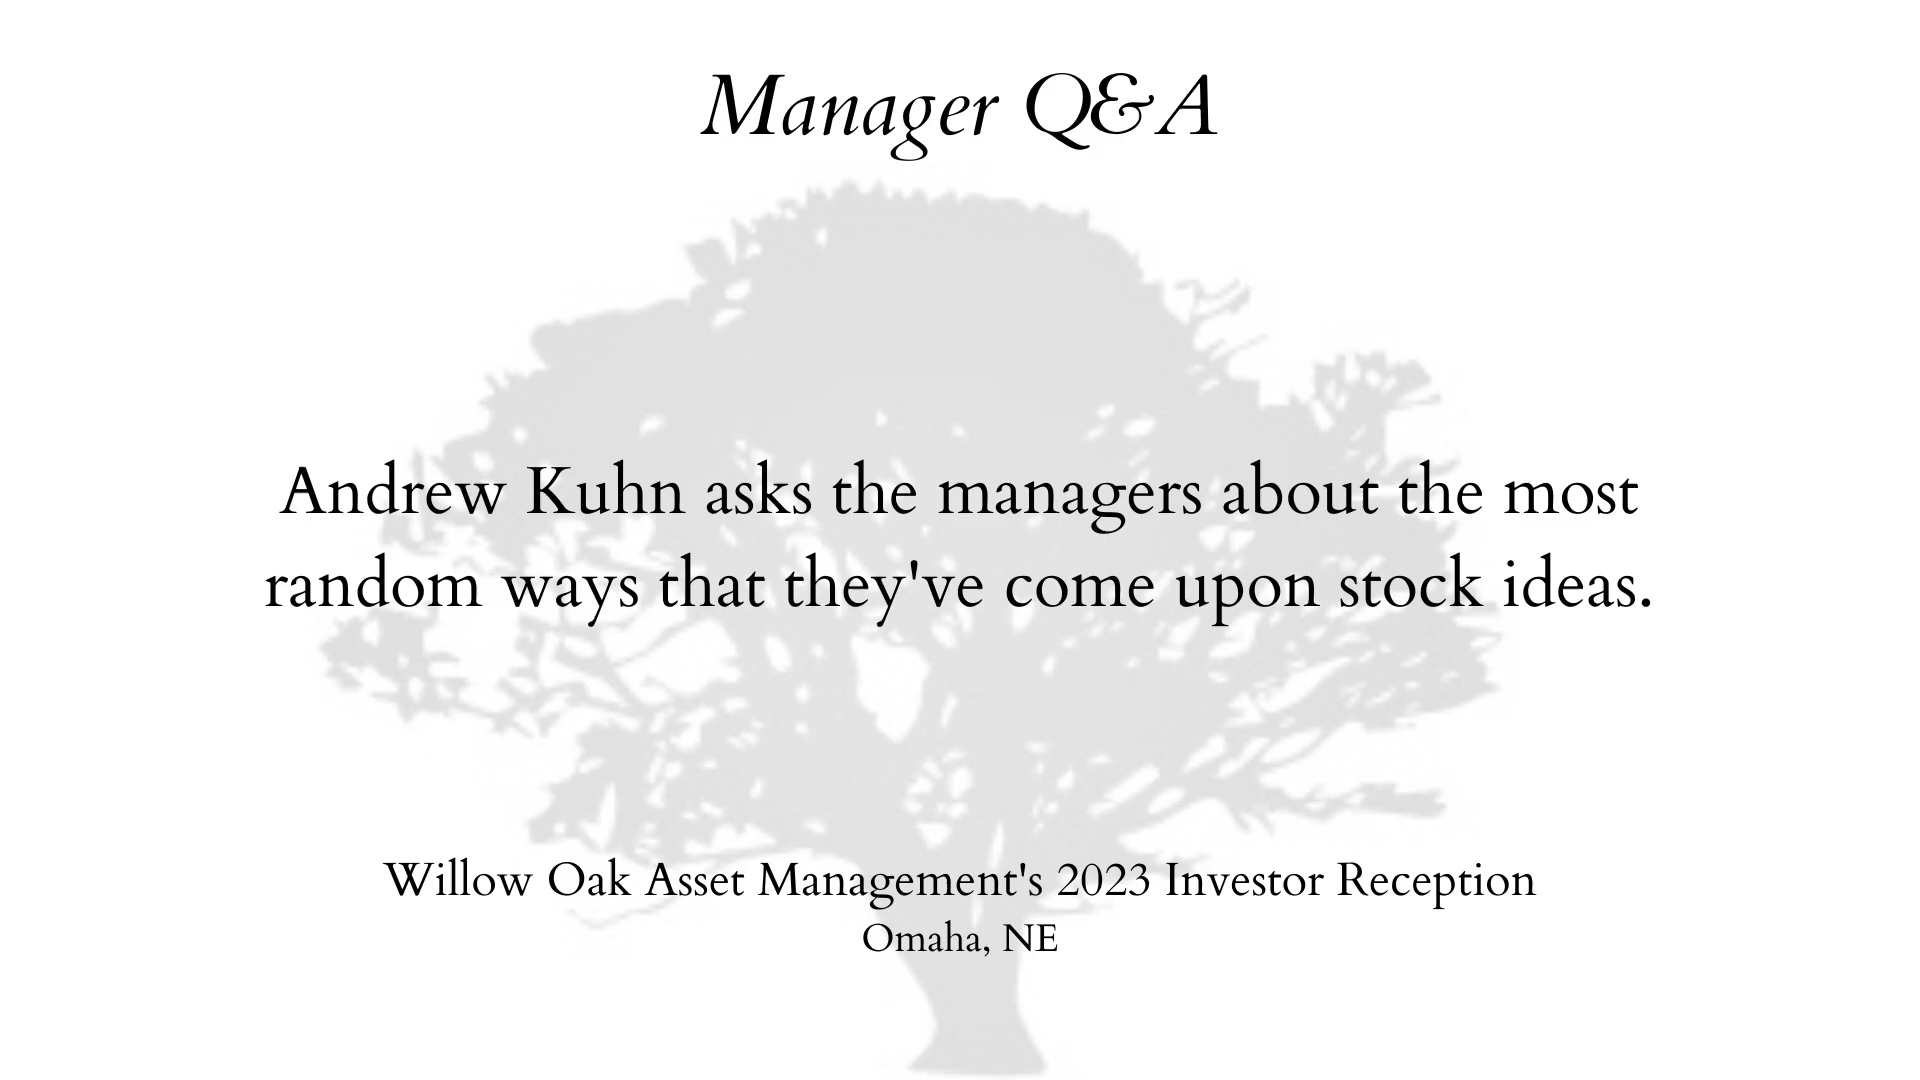 Manager Q&A
Andrew Kuhn asks the managers about the most
random ways that they've come upon stock ideas.
Willow Oak Asset Management's 2023 Investor Reception
Omaha, NE